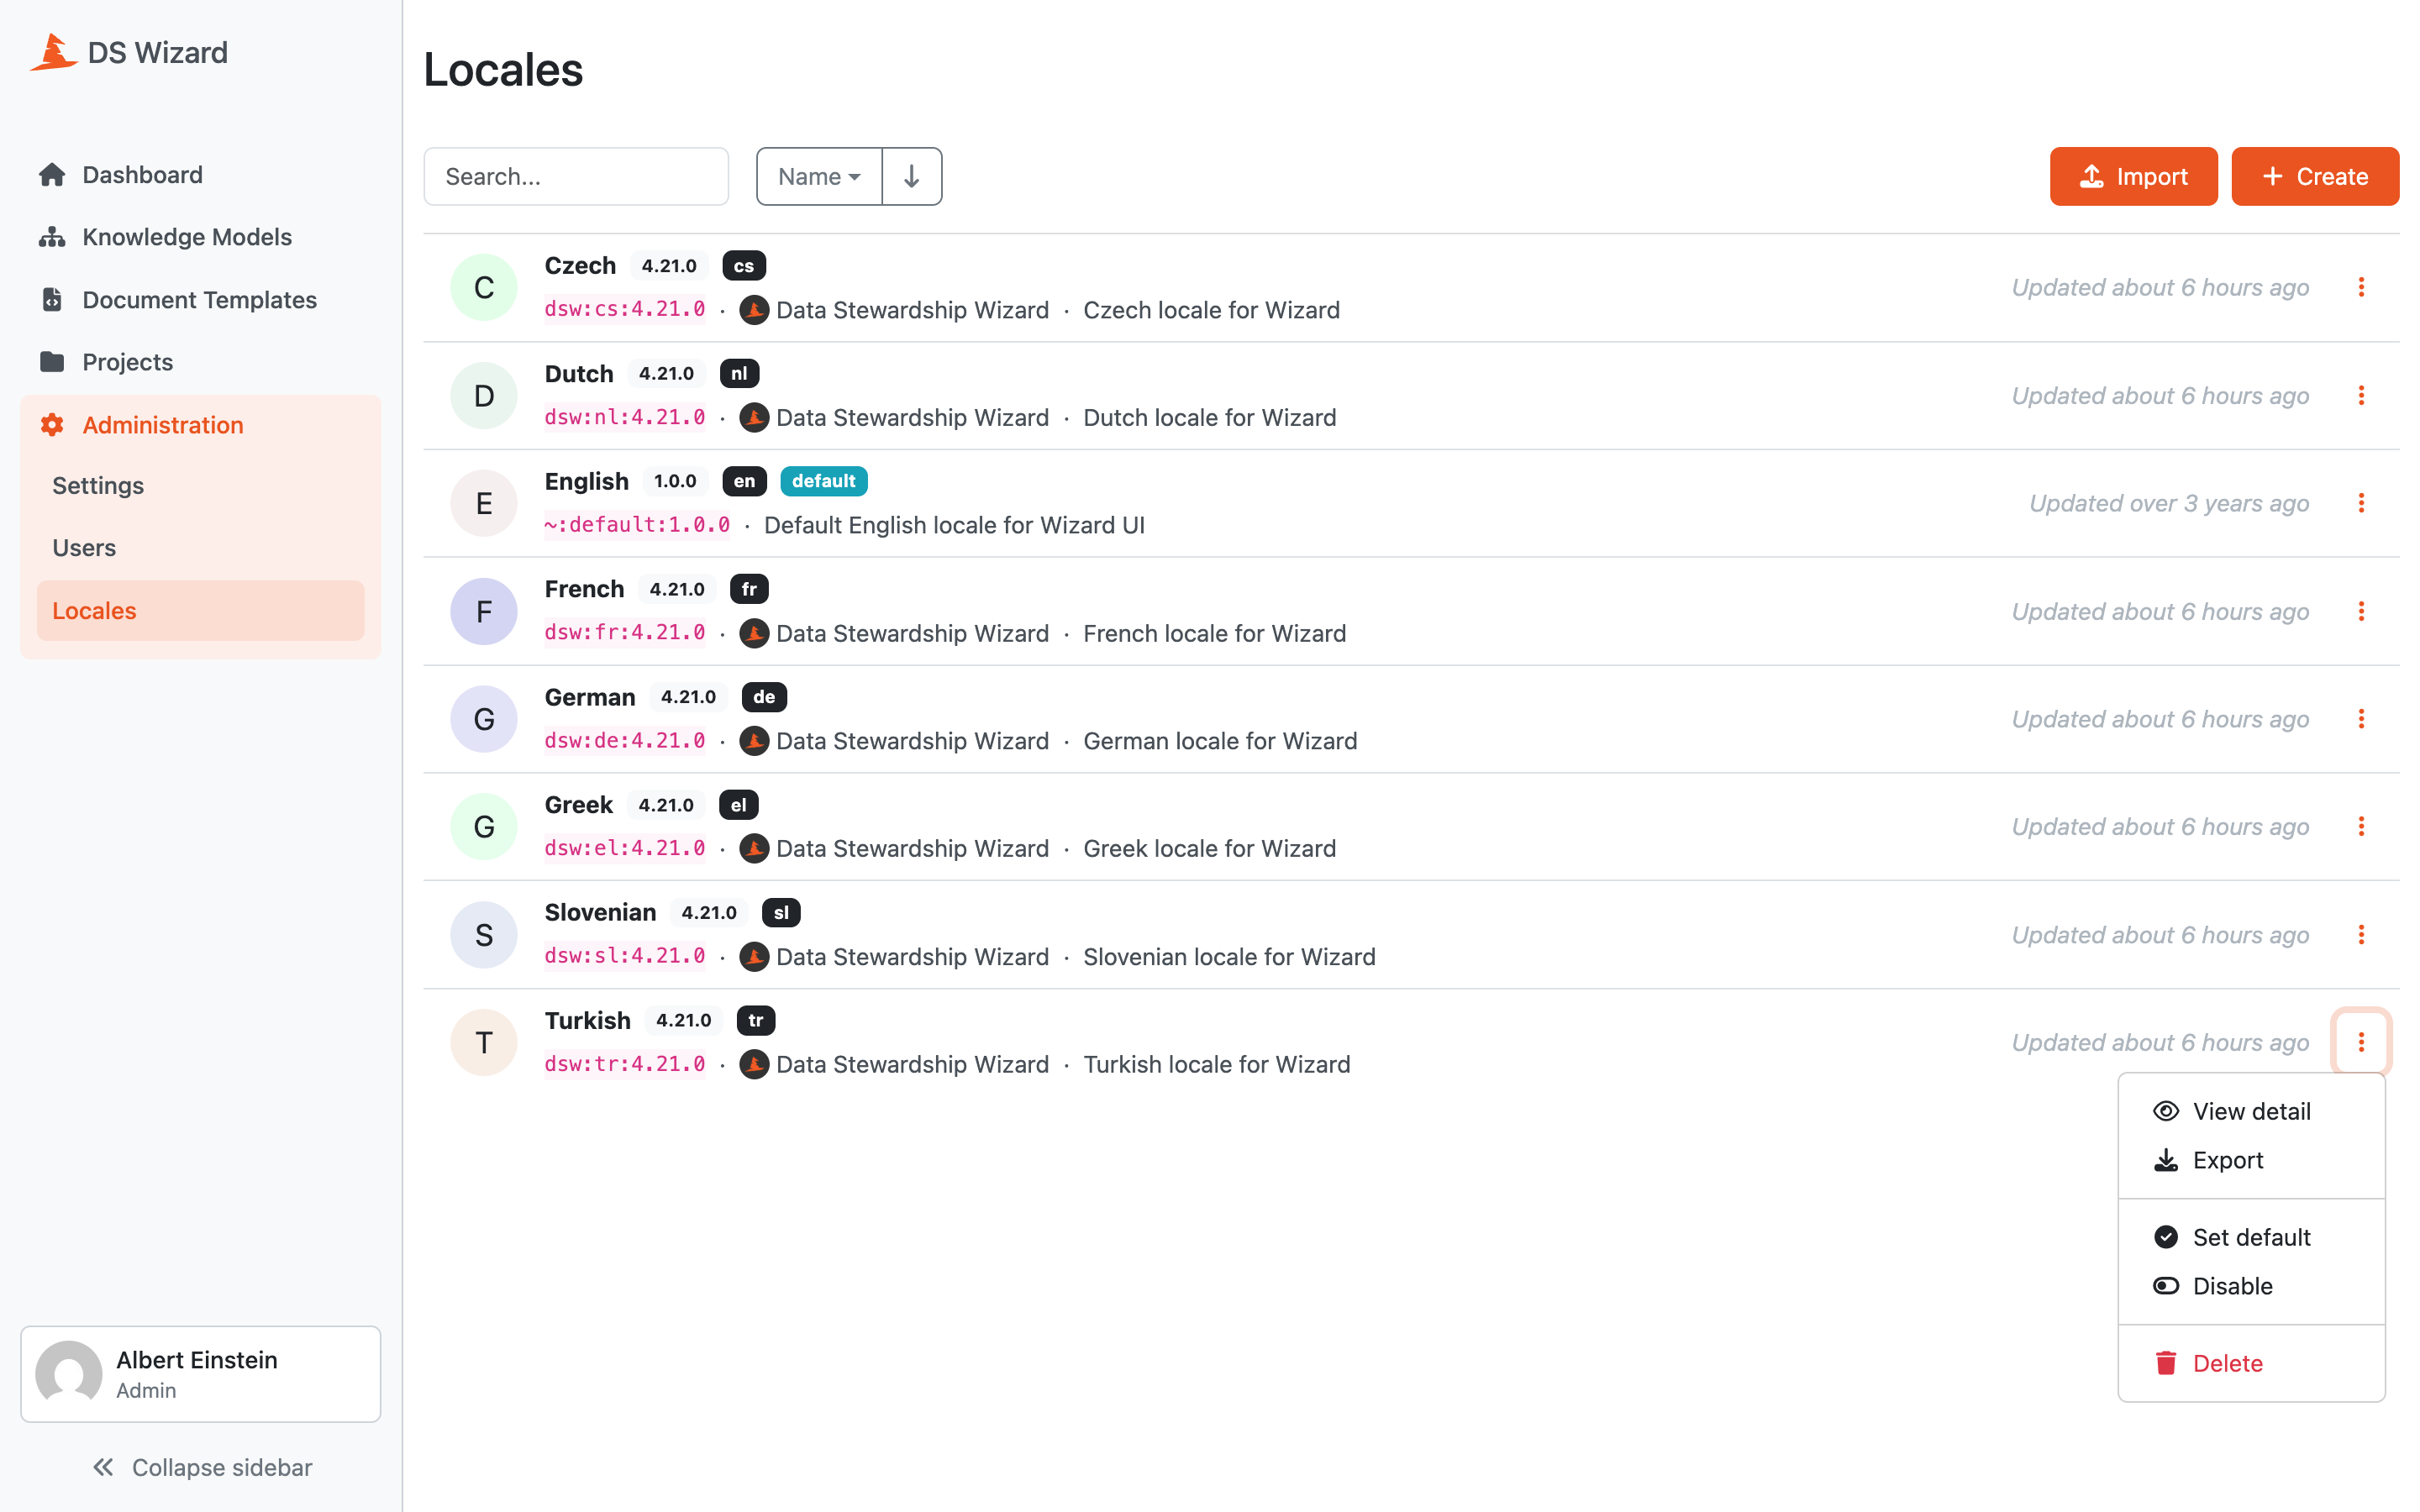 DS Wizard
Dashboard
Knowledge Models
Document Templates
Projects
Administration
Settings
Users
Locales
Albert Einstein
Admin
Collapse sidebar
Locales
Search...
Name
Import
Create
C
Czech 4.21.0 cs
dsw:cs:4.21.0 · Data Stewardship Wizard · Czech locale for Wizard
Updated about 6 hours ago
D
Dutch 4.21.0 nl
dsw:nl:4.21.0 · Data Stewardship Wizard · Dutch locale for Wizard
Updated about 6 hours ago
E
English 1.0.0 en default
~:default:1.0.0 · Default English locale for Wizard UI
Updated over 3 years ago
F
French 4.21.0 fr
dsw:fr:4.21.0 · Data Stewardship Wizard · French locale for Wizard
Updated about 6 hours ago
G
German 4.21.0 de
dsw:de:4.21.0 · Data Stewardship Wizard · German locale for Wizard
Updated about 6 hours ago
G
Greek 4.21.0 el
dsw:el:4.21.0 · Data Stewardship Wizard · Greek locale for Wizard
Updated about 6 hours ago
S
Slovenian 4.21.0 sl
dsw:sl:4.21.0 · Data Stewardship Wizard · Slovenian locale for Wizard
Updated about 6 hours ago
T
Turkish 4.21.0 tr
dsw:tr:4.21.0 · Data Stewardship Wizard · Turkish locale for Wizard
Updated about 6 hours ago
View detail
Export
Set default
Disable
Delete